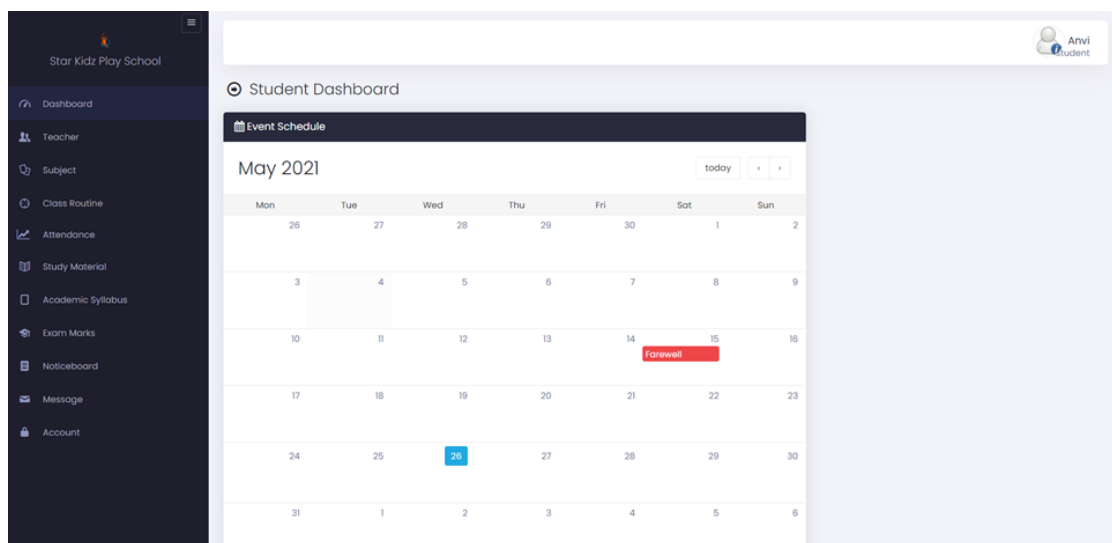 Star Kidz Play School
Dashboard
Teacher
Subject
Class Routine
Attendance
Study Material
Academic Syllabus
Exam Marks
Noticeboard
Message
Account
Anvi
Student
Student Dashboard
Event Schedule
May 2021
today
Mon Tue Wed Thu Fri Sat Sun
26 27 28 29 30 1 2
3 4 5 6 7 8 9
10 11 12 13 14 15 16
Farewell
17 18 19 20 21 22 23
24 25 26 27 28 29 30
31 1 2 3 4 5 6